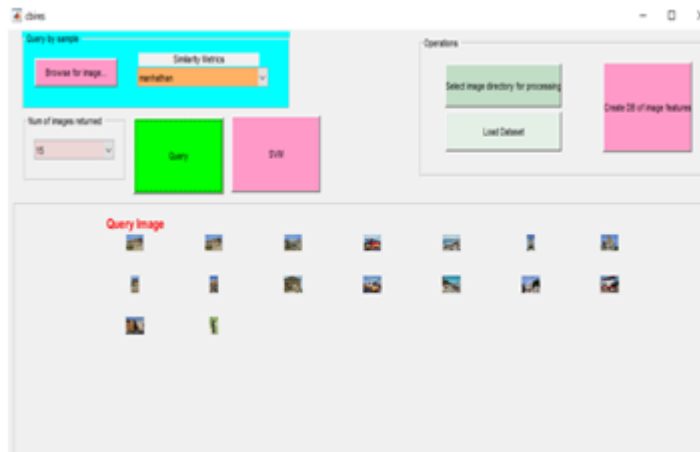 cbires
Query by sample
Browse for image...
Similarity Metrics
manhathan
Operations
Select image directory for processing
Load Dataset
Create DB of image features
Num of images returned
15
Query
SVM
Query Image